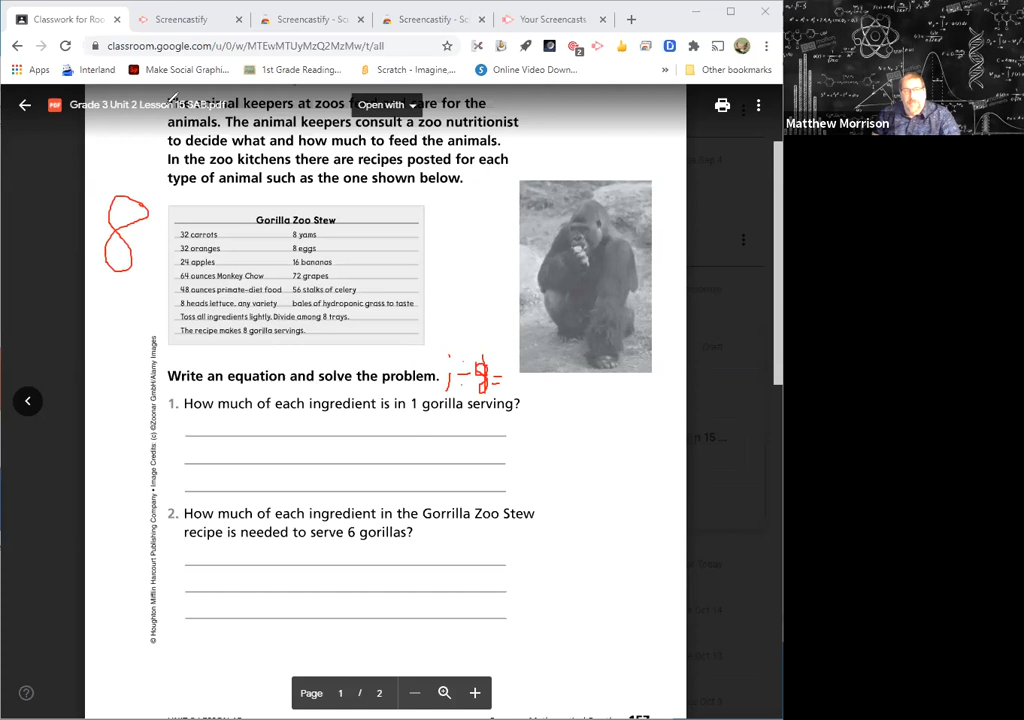 Classwork for Roo
Screencastify
Screencastify - Sc
Screencastify - Sc
Your Screencasts
classroom.google.com/u/0/w/MTEwMTUyMzQ2MzMw/t/all
Apps
Interland
Make Social Graphi...
1st Grade Reading...
Scratch - Imagine,...
Online Video Down...
Other bookmarks
Grade 3 Unit 2 Lesson 15 SAB.pdf
Open with
Matthew Morrison
animals. The animal keepers consult a zoo nutritionist
to decide what and how much to feed the animals.
In the zoo kitchens there are recipes posted for each
type of animal such as the one shown below.
8
Gorilla Zoo Stew
32 carrots 8 yams
32 oranges 8 eggs
24 apples 16 bananas
64 ounces Monkey Chow 72 grapes
48 ounces primate-diet food 56 stalks of celery
8 heads lettuce, any variety bales of hydroponic grass to taste
Toss all ingredients lightly. Divide among 8 trays.
The recipe makes 8 gorilla servings.
Write an equation and solve the problem.
1. How much of each ingredient is in 1 gorilla serving?
2. How much of each ingredient in the Gorrilla Zoo Stew
recipe is needed to serve 6 gorillas?
© Houghton Mifflin Harcourt Publishing Company • Image Credits: (c) ©Zoonar GmbH/Alamy Images
Page 1 / 2